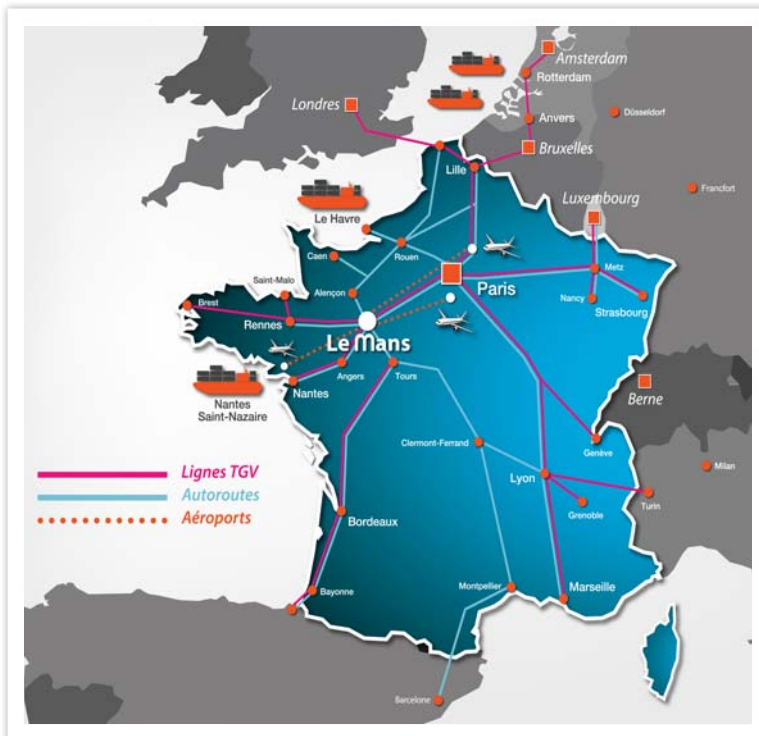 Amsterdam
Rotterdam
Londres
Anvers
Düsseldorf
Bruxelles
Lille
Francfort
Luxembourg
Le Havre
Caen
Rouen
Metz
Saint-Malo
Alençon
Paris
Nancy
Strasbourg
Brest
Rennes
Le Mans
Nantes
Angers
Tours
Berne
Nantes
Saint-Nazaire
Clermont-Ferrand
Genève
Milan
Lyon
Lignes TGV
Autoroutes
Aéroports
Grenoble
Turin
Bordeaux
Bayonne
Montpellier
Marseille
Barcelone